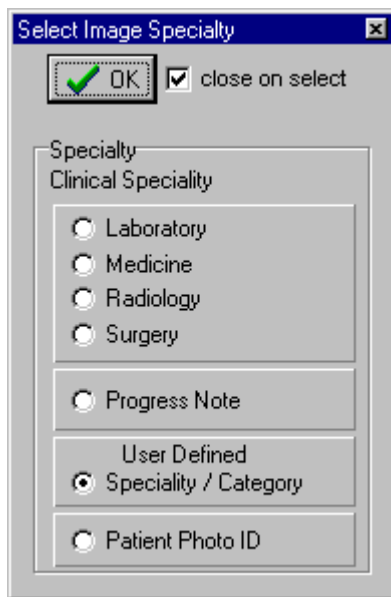 Select Image Specialty
OK close on select
Specialty
Clinical Speciality
Laboratory
Medicine
Radiology
Surgery
Progress Note
User Defined
Speciality / Category
Patient Photo ID